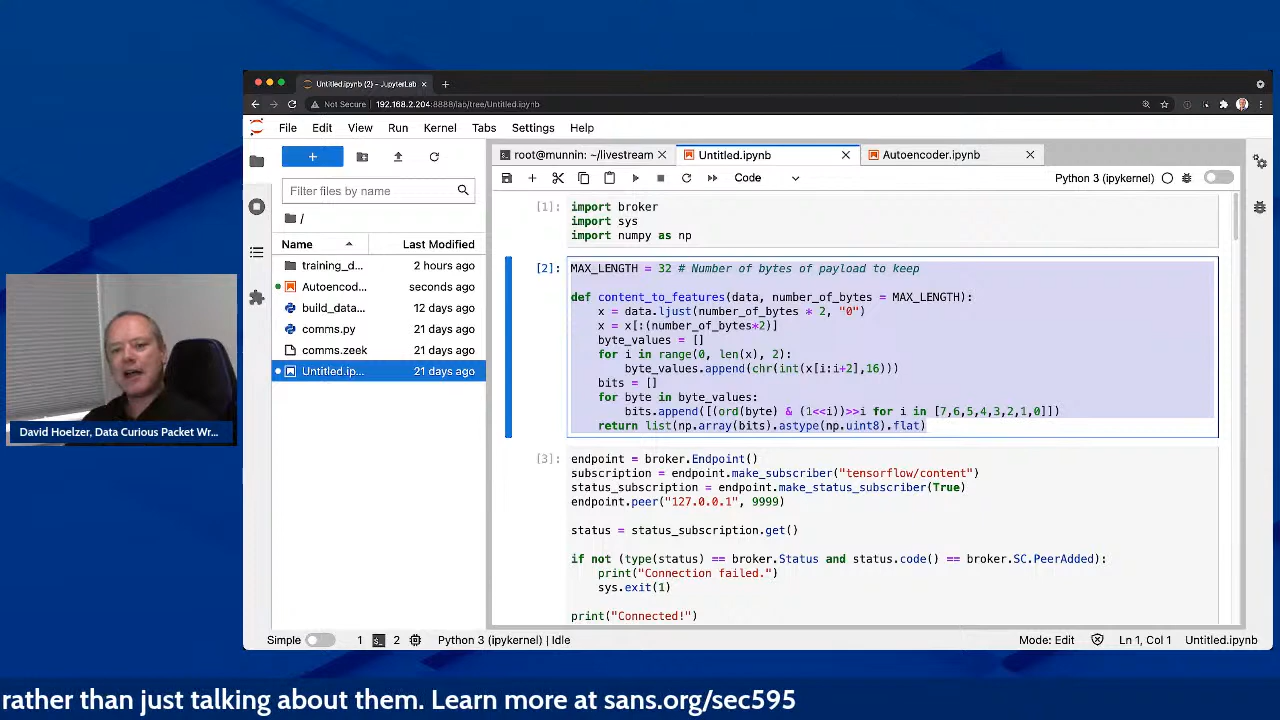 Untitled.ipynb (2) - JupyterLab
Not Secure 192.168.2.204:8888/lab/tree/Untitled.ipynb
File Edit View Run Kernel Tabs Settings Help
root@munnin: ~/livestream Untitled.ipynb Autoencoder.ipynb
Code Python 3 (ipykernel)
Filter files by name
/
Name Last Modified
training_d... 2 hours ago
Autoencod... seconds ago
build_data... 12 days ago
comms.py 21 days ago
comms.zeek 21 days ago
Untitled.ip... 21 days ago
[1]: import broker
import sys
import numpy as np
[2]: MAX_LENGTH = 32 # Number of bytes of payload to keep
def content_to_features(data, number_of_bytes = MAX_LENGTH):
x = data.ljust(number_of_bytes * 2, "0")
x = x[:(number_of_bytes*2)]
byte_values = []
for i in range(0, len(x), 2):
byte_values.append(chr(int(x[i:i+2],16)))
bits = []
for byte in byte_values:
bits.append([(ord(byte) & (1<<i))>>i for i in [7,6,5,4,3,2,1,0]])
return list(np.array(bits).astype(np.uint8).flat)
[3]: endpoint = broker.Endpoint()
subscription = endpoint.make_subscriber("tensorflow/content")
status_subscription = endpoint.make_status_subscriber(True)
endpoint.peer("127.0.0.1", 9999)
status = status_subscription.get()
if not (type(status) == broker.Status and status.code() == broker.SC.PeerAdded):
print("Connection failed.")
sys.exit(1)
print("Connected!")
Simple 1 2 Python 3 (ipykernel) | Idle Mode: Edit Ln 1, Col 1 Untitled.ipynb
David Hoelzer, Data Curious Packet Wr...
rather than just talking about them. Learn more at sans.org/sec595